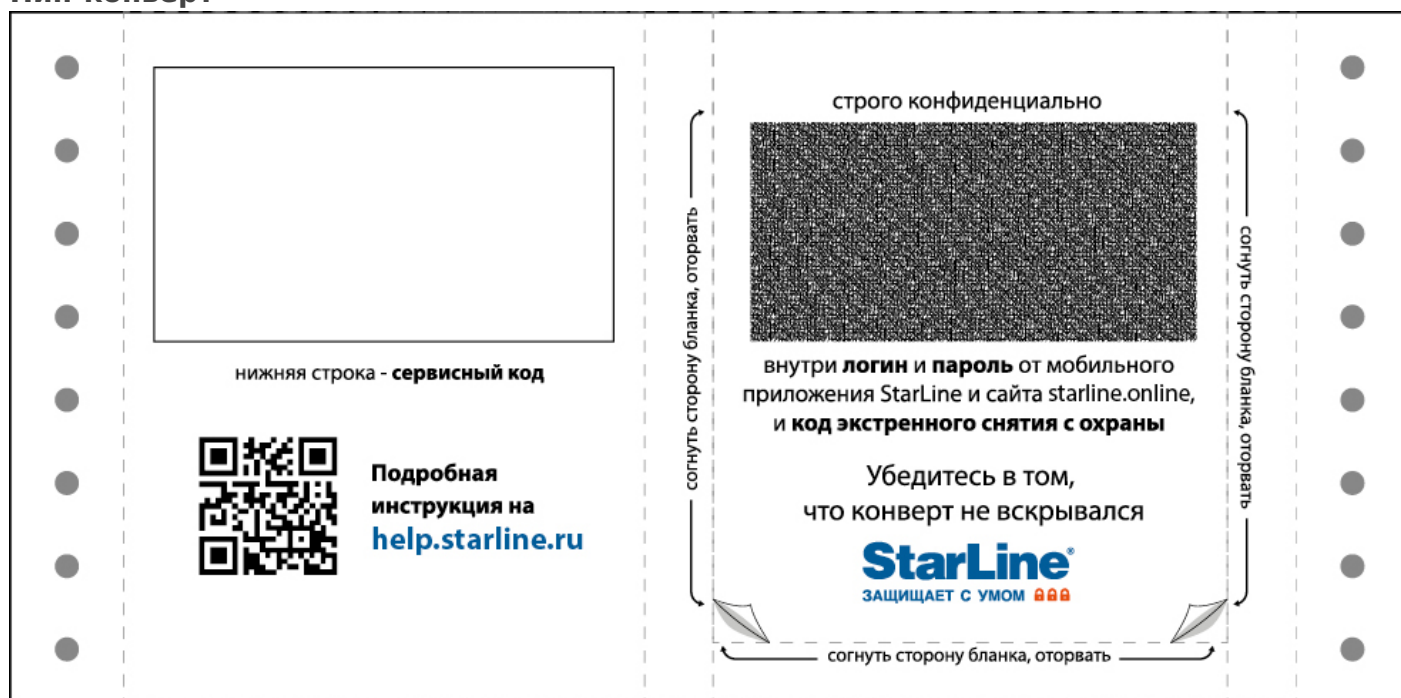 Пин-конверт
нижняя строка - сервисный код
Подробная
инструкция на
help.starline.ru
согнуть сторону бланка, оторвать
строго конфиденциально
внутри логин и пароль от мобильного
приложения StarLine и сайта starline.online,
и код экстренного снятия с охраны
Убедитесь в том,
что конверт не вскрывался
StarLine®
ЗАЩИЩАЕТ С УМОМ
согнуть сторону бланка, оторвать
согнуть сторону бланка, оторвать